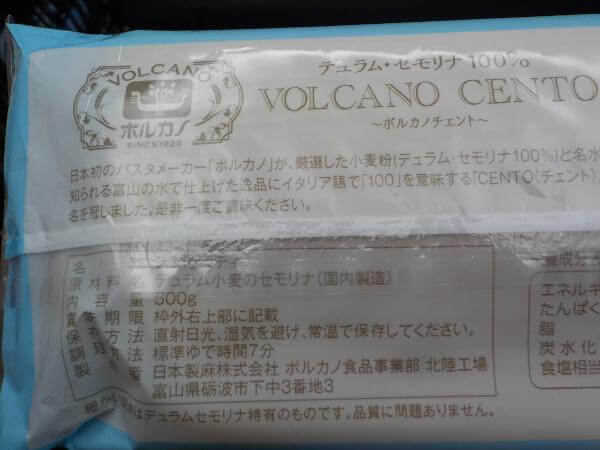 VOLCANO
ボルカノ
SINCE1928
デュラム・セモリナ 100%
VOLCANO CENTO
〜ボルカノチェント〜
日本初のパスタメーカー「ボルカノ」が、厳選した小麦粉(デュラム・セモリナ100%)と名水
知られる富山の水で仕上げた逸品にイタリア語で「100」を意味する「CENTO(チェント)」
名を冠しました。是非一度ご賞味ください。
名
原材料名 デュラム小麦のセモリナ(国内製造)
内容量 300g
賞味期限 枠外右上部に記載
保存方法 直射日光、湿気を避け、常温で保存してください。
調理方法 標準ゆで時間7分
製 者 日本製麻株式会社 ボルカノ食品事業部 北陸工場
富山県砺波市下中3番地3
はデュラムセモリナ特有のものです。品質に問題ありません。
エネルギ
たんぱく
脂
炭水化
食塩相当